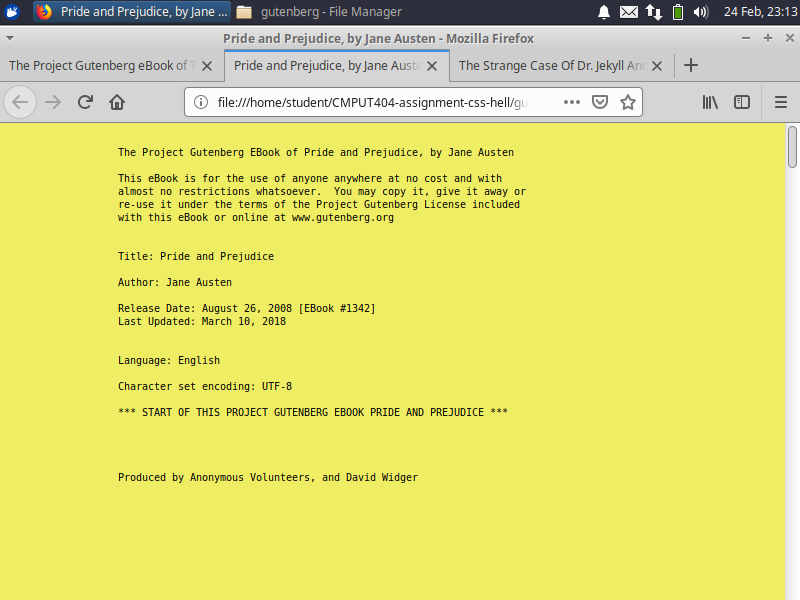 Pride and Prejudice, by Jane ...
gutenberg - File Manager
24 Feb, 23:13
Pride and Prejudice, by Jane Austen - Mozilla Firefox
The Project Gutenberg eBook of
Pride and Prejudice, by Jane Auste
The Strange Case Of Dr. Jekyll An
file:///home/student/CMPUT404-assignment-css-hell/gu
The Project Gutenberg EBook of Pride and Prejudice, by Jane Austen
This eBook is for the use of anyone anywhere at no cost and with
almost no restrictions whatsoever.  You may copy it, give it away or
re-use it under the terms of the Project Gutenberg License included
with this eBook or online at www.gutenberg.org
Title: Pride and Prejudice
Author: Jane Austen
Release Date: August 26, 2008 [EBook #1342]
Last Updated: March 10, 2018
Language: English
Character set encoding: UTF-8
*** START OF THIS PROJECT GUTENBERG EBOOK PRIDE AND PREJUDICE ***
Produced by Anonymous Volunteers, and David Widger